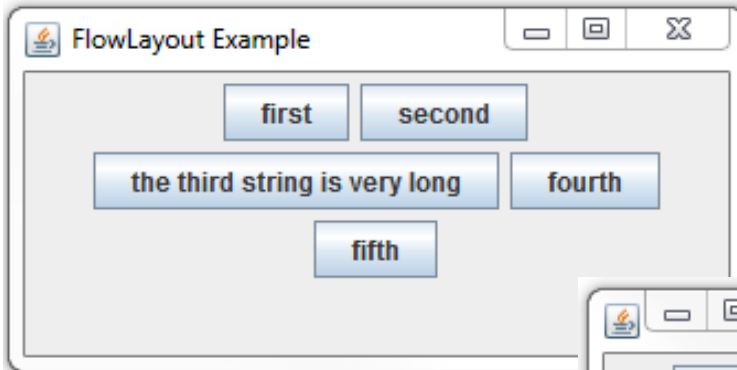 FlowLayout Example
first second
the third string is very long fourth
fifth